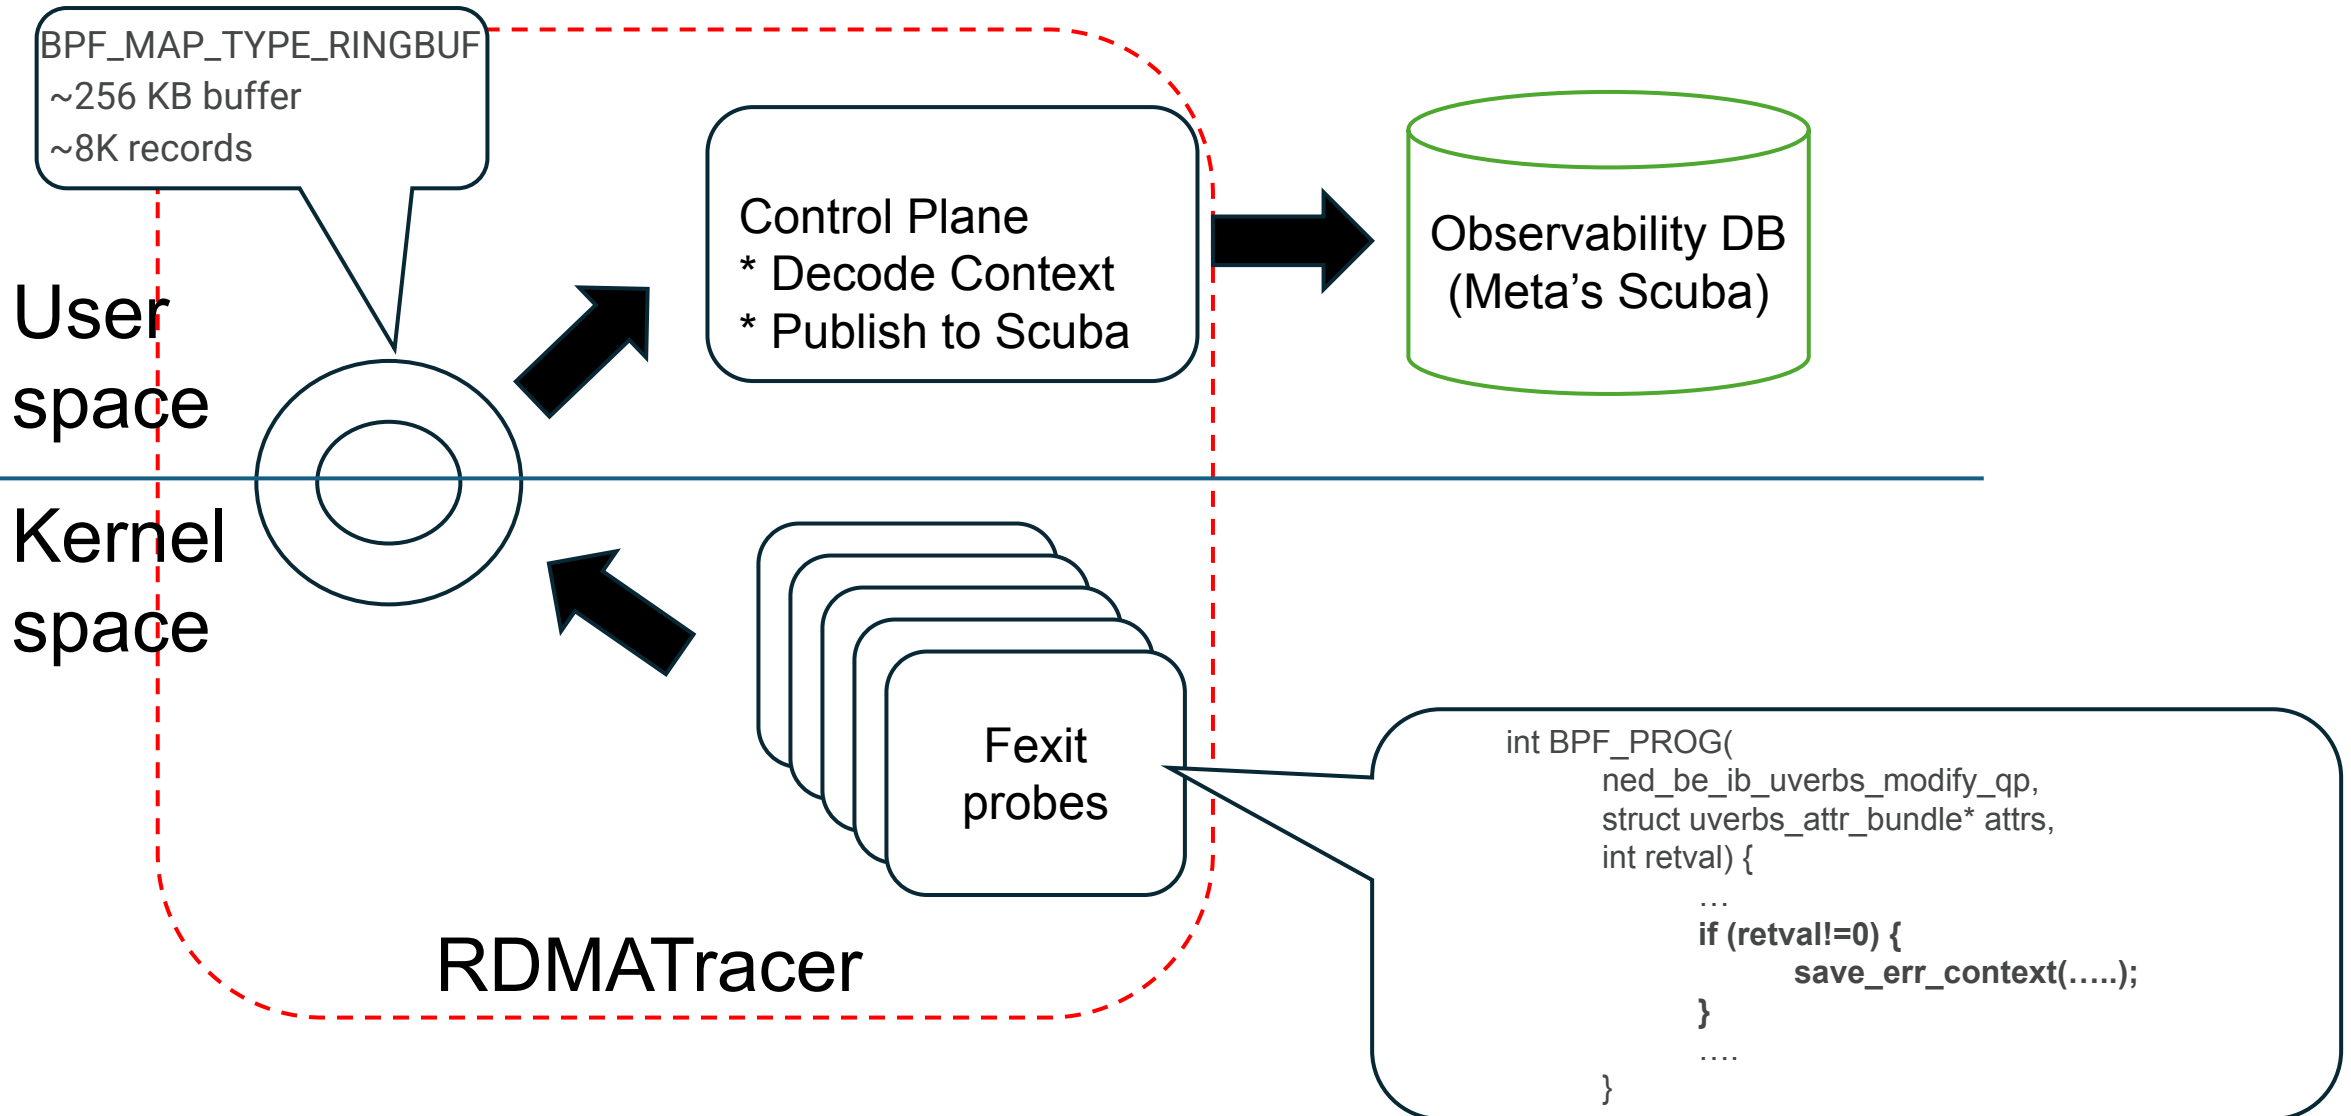 BPF_MAP_TYPE_RINGBUF
~256 KB buffer
~8K records
Control Plane
* Decode Context
* Publish to Scuba
Observability DB
(Meta’s Scuba)
User
space
Kernel
space
Fexit
probes
RDMATracer
int BPF_PROG(
ned_be_ib_uverbs_modify_qp,
struct uverbs_attr_bundle* attrs,
int retval) {
…
if (retval!=0) {
save_err_context(…..);
}
….
}